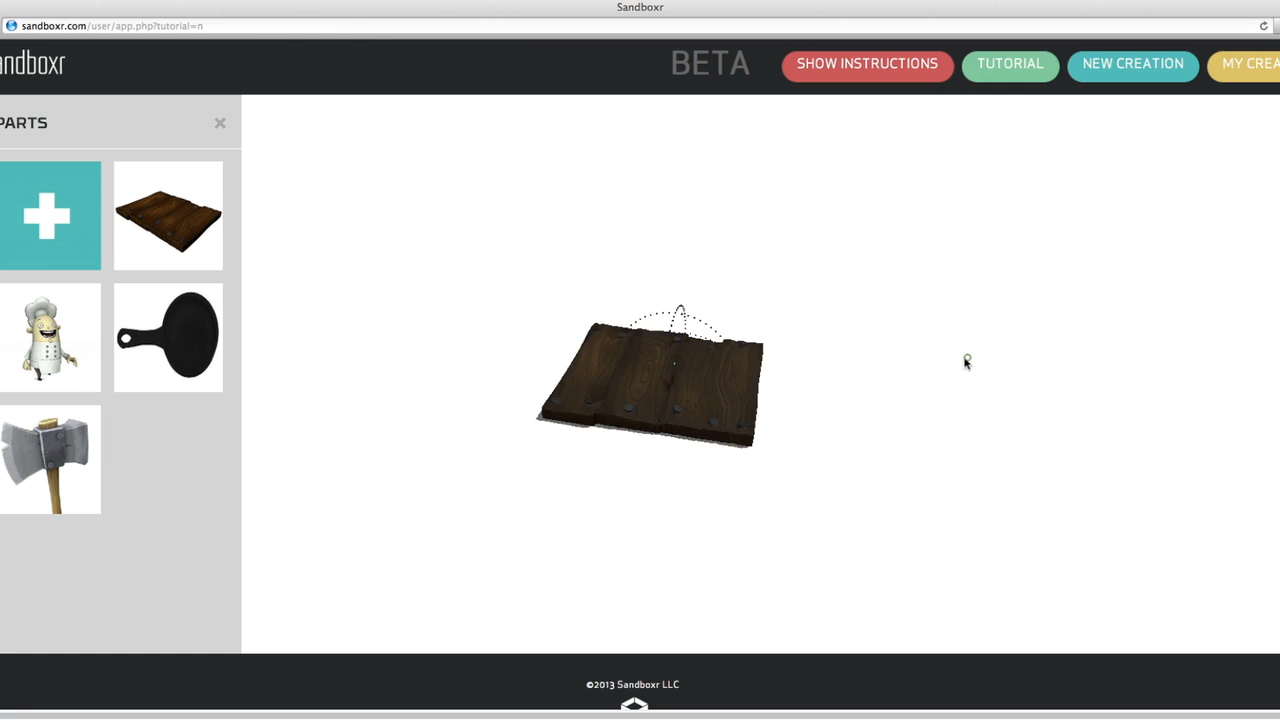 Sandboxr
sandboxr.com/user/app.php?tutorial=n
andboxr
BETA
SHOW INSTRUCTIONS
TUTORIAL
NEW CREATION
MY CREA
PARTS
©2013 Sandboxr LLC